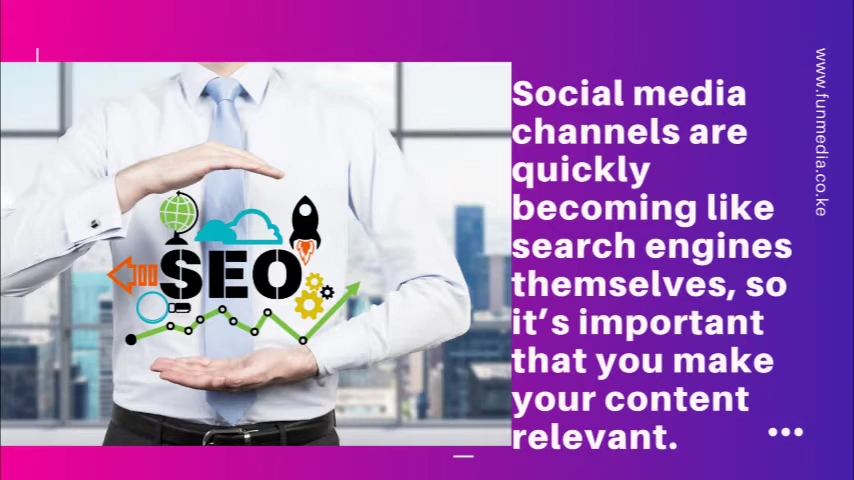 Social media
channels are
quickly
becoming like
search engines
themselves, so
it’s important
that you make
your content
relevant.
SEO
www.funmedia.co.ke